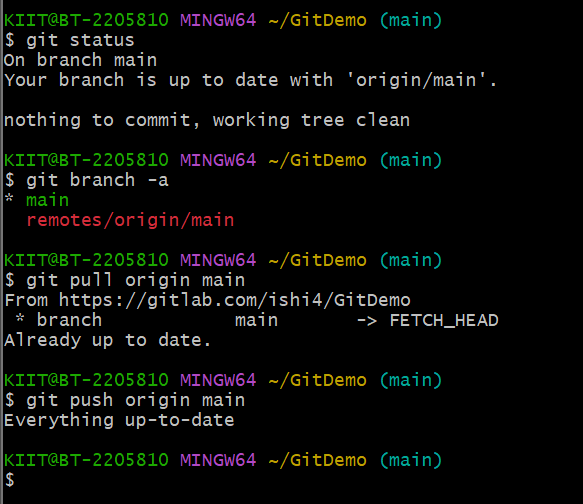 KIIT@BT-2205810 MINGW64 ~/GitDemo (main)
$ git status
On branch main
Your branch is up to date with 'origin/main'.
nothing to commit, working tree clean
KIIT@BT-2205810 MINGW64 ~/GitDemo (main)
$ git branch -a
* main
  remotes/origin/main
KIIT@BT-2205810 MINGW64 ~/GitDemo (main)
$ git pull origin main
From https://gitlab.com/ishi4/GitDemo
 * branch            main       -> FETCH_HEAD
Already up to date.
KIIT@BT-2205810 MINGW64 ~/GitDemo (main)
$ git push origin main
Everything up-to-date
KIIT@BT-2205810 MINGW64 ~/GitDemo (main)
$